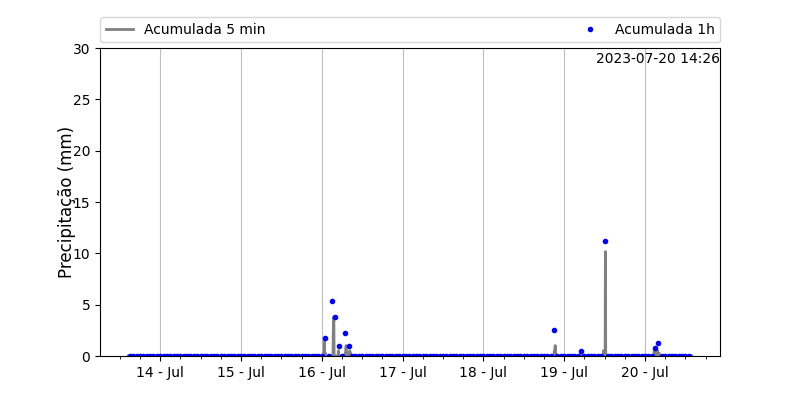 Acumulada 5 min
Acumulada 1h
2023-07-20 14:26
Precipitação (mm)
30
25
20
15
10
5
0
14 - Jul
15 - Jul
16 - Jul
17 - Jul
18 - Jul
19 - Jul
20 - Jul